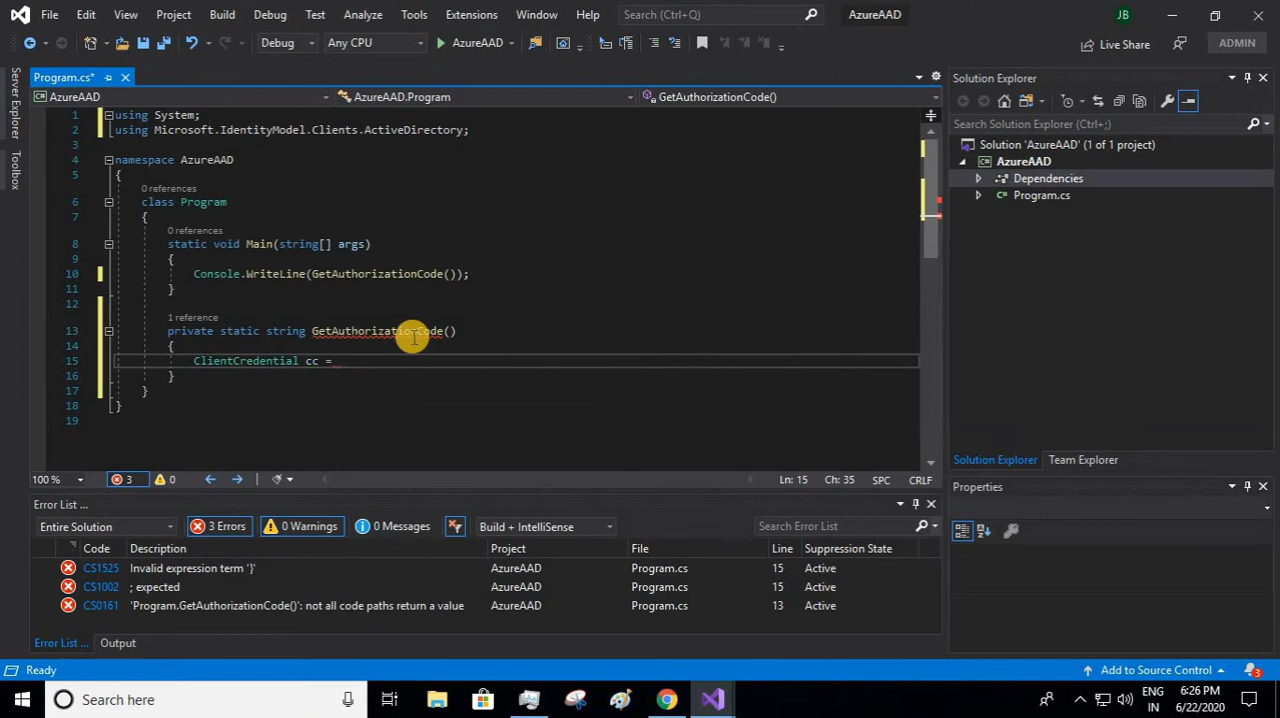 File Edit View Project Build Debug Test Analyze Tools Extensions Window Help Search (Ctrl+;) AzureAAD JB
Debug Any CPU AzureAAD Live Share ADMIN
Program.cs*
AzureAAD AzureAAD.Program GetAuthorizationCode()
Server Explorer
Toolbox
1 using System;
2 using Microsoft.IdentityModel.Clients.ActiveDirectory;
3
4 namespace AzureAAD
5 {
0 references
6 class Program
7 {
0 references
8 static void Main(string[] args)
9 {
10 Console.WriteLine(GetAuthorizationCode());
11 }
12
1 reference
13 private static string GetAuthorizationCode()
14 {
15 ClientCredential cc =
16 }
17 }
18 }
19
100 % 3 0 Ln: 15 Ch: 35 SPC CRLF
Error List ...
Entire Solution 3 Errors 0 Warnings 0 Messages Build + IntelliSense Search Error List
Code Description Project File Line Suppression State
CS1525 Invalid expression term '}' AzureAAD Program.cs 15 Active
CS1002 ; expected AzureAAD Program.cs 15 Active
CS0161 'Program.GetAuthorizationCode()': not all code paths return a value AzureAAD Program.cs 13 Active
Error List ... Output
Solution Explorer
Search Solution Explorer (Ctrl+;)
Solution 'AzureAAD' (1 of 1 project)
AzureAAD
Dependencies
C# Program.cs
Solution Explorer Team Explorer
Properties
Ready Add to Source Control 3
Search here ENG IN 6:26 PM 6/22/2020